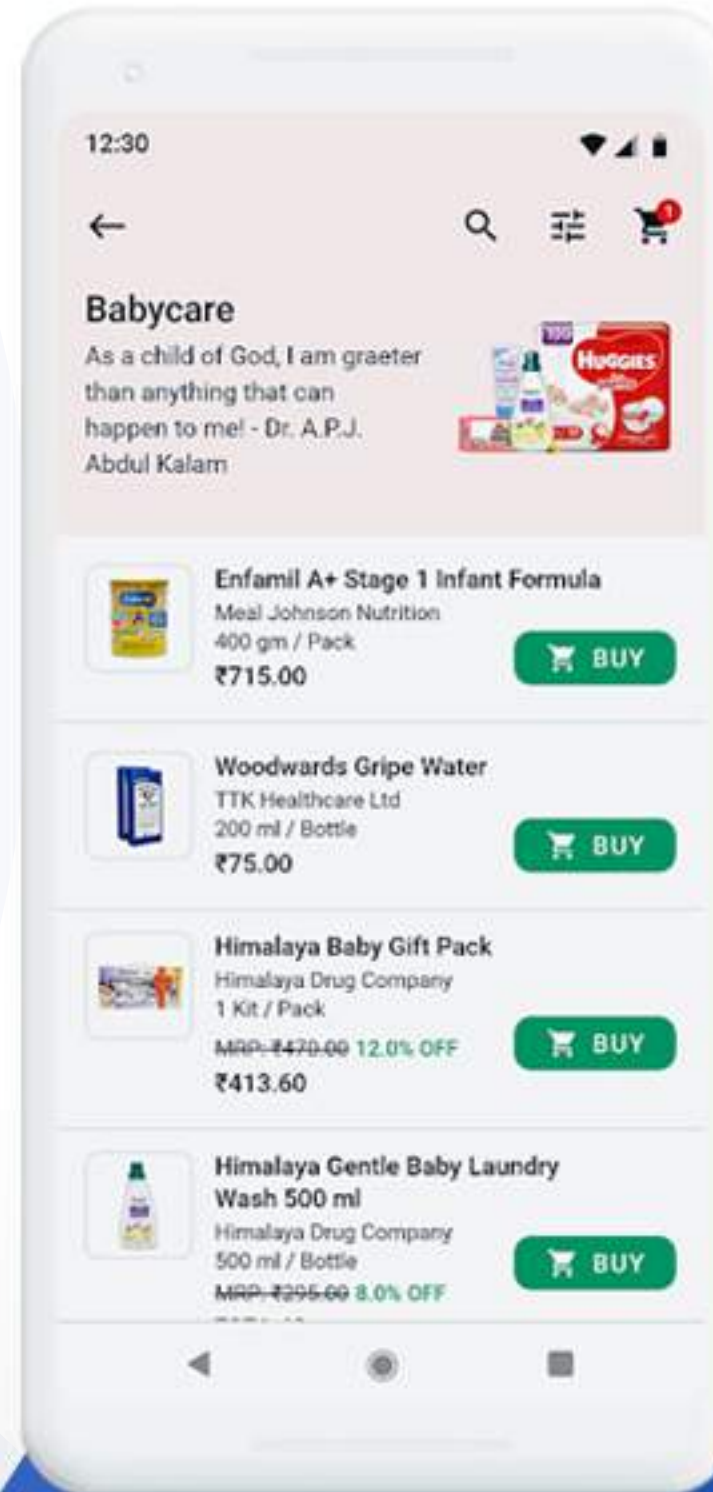 12:30
1
Babycare
As a child of God, I am graeter
than anything that can
happen to me! - Dr. A.P.J.
Abdul Kalam
100
HUGGIES
Enfamil A+ Stage 1 Infant Formula
Meal Johnson Nutrition
400 gm / Pack
₹715.00
BUY
Woodwards Gripe Water
TTK Healthcare Ltd
200 ml / Bottle
₹75.00
BUY
Himalaya Baby Gift Pack
Himalaya Drug Company
1 Kit / Pack
MRP: ₹470.00 12.0% OFF
₹413.60
BUY
Himalaya Gentle Baby Laundry
Wash 500 ml
Himalaya Drug Company
500 ml / Bottle
MRP: ₹295.00 8.0% OFF
BUY